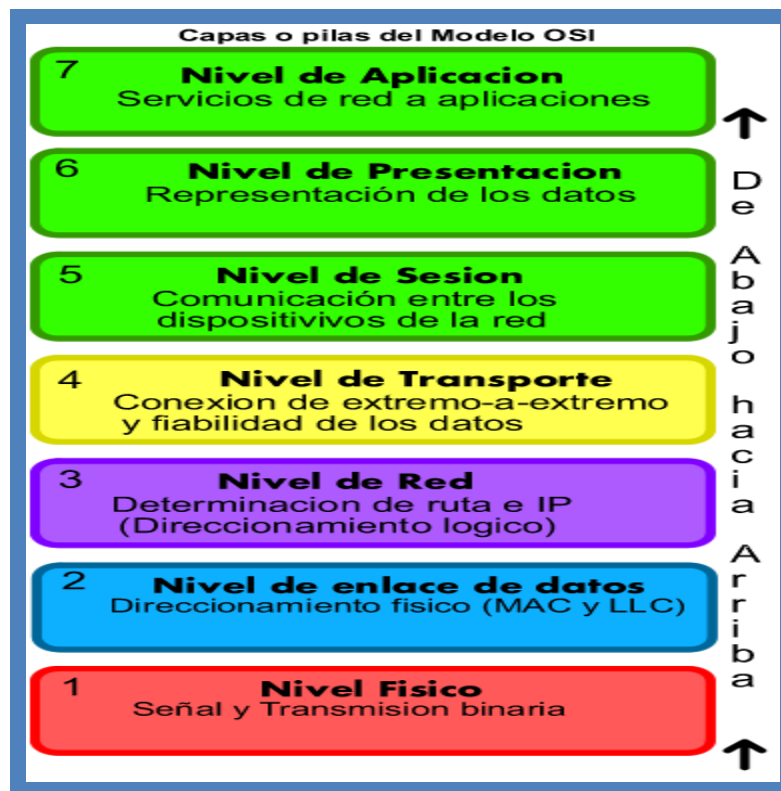 Capas o pilas del Modelo OSI
7
Nivel de Aplicacion
Servicios de red a aplicaciones
6
Nivel de Presentacion
Representación de los datos
5
Nivel de Sesion
Comunicación entre los
dispositivivos de la red
4
Nivel de Transporte
Conexion de extremo-a-extremo
y fiabilidad de los datos
3
Nivel de Red
Determinacion de ruta e IP
(Direccionamiento logico)
2
Nivel de enlace de datos
Direccionamiento fisico (MAC y LLC)
1
Nivel Fisico
Señal y Transmision binaria
De Abajo hacia Arriba